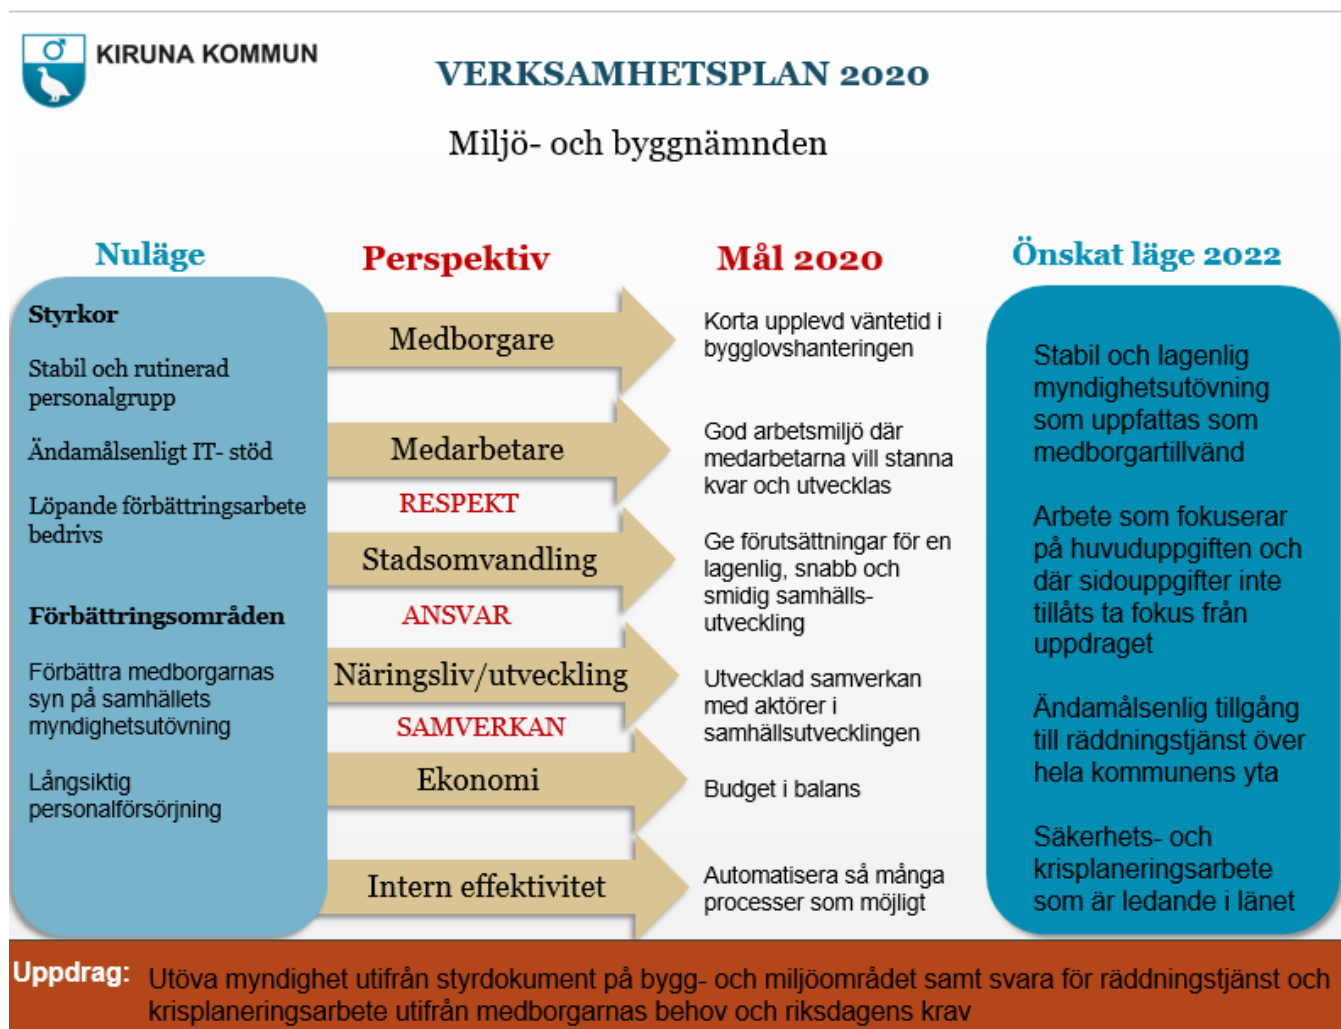 KIRUNA KOMMUN
VERKSAMHETSPLAN 2020
Miljö- och byggnämnden
Nuläge
Styrkor
Stabil och rutinerad
personalgrupp
Ändamålsenligt IT- stöd
Löpande förbättringsarbete
bedrivs
Förbättringsområden
Förbättra medborgarnas
syn på samhällets
myndighetsutövning
Långsiktig
personalförsörjning
Perspektiv
Medborgare
Medarbetare
RESPEKT
Stadsomvandling
ANSVAR
Näringsliv/utveckling
SAMVERKAN
Ekonomi
Intern effektivitet
Mål 2020
Korta upplevd väntetid i
bygglovshanteringen
God arbetsmiljö där
medarbetarna vill stanna
kvar och utvecklas
Ge förutsättningar för en
lagenlig, snabb och
smidig samhälls-
utveckling
Utvecklad samverkan
med aktörer i
samhällsutvecklingen
Budget i balans
Automatisera så många
processer som möjligt
Önskat läge 2022
Stabil och lagenlig
myndighetsutövning
som uppfattas som
medborgartillvänd
Arbete som fokuserar
på huvuduppgiften och
där sidouppgifter inte
tillåts ta fokus från
uppdraget
Ändamålsenlig tillgång
till räddningstjänst över
hela kommunens yta
Säkerhets- och
krisplaneringsarbete
som är ledande i länet
Uppdrag: Utöva myndighet utifrån styrdokument på bygg- och miljöområdet samt svara för räddningstjänst och
krisplaneringsarbete utifrån medborgarnas behov och riksdagens krav